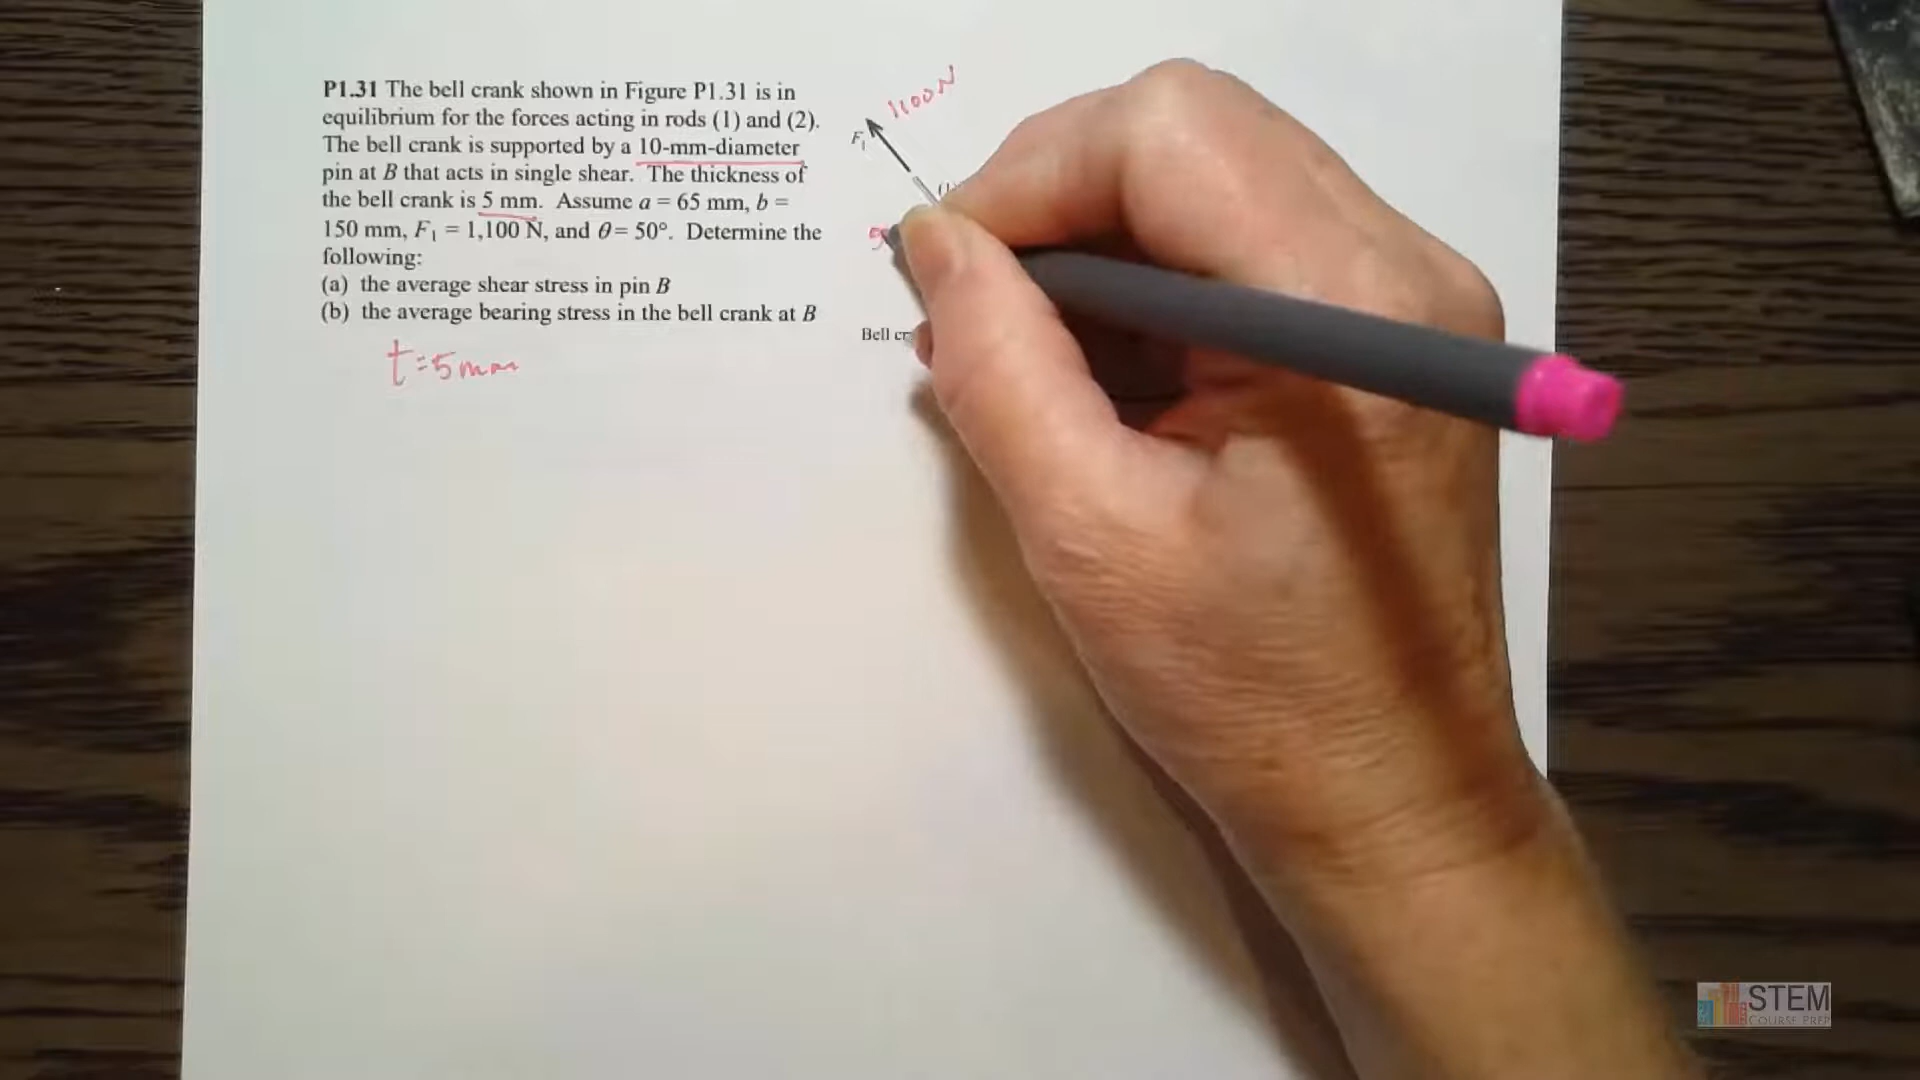 P1.31 The bell crank shown in Figure P1.31 is in
equilibrium for the forces acting in rods (1) and (2).
The bell crank is supported by a 10-mm-diameter
pin at B that acts in single shear. The thickness of
the bell crank is 5 mm. Assume a = 65 mm, b =
150 mm, F₁ = 1,100 N, and θ = 50°. Determine the
following:
(a) the average shear stress in pin B
(b) the average bearing stress in the bell crank at B
t=5mm
1100N
F₁
Bell
STEM
COURSE PREP